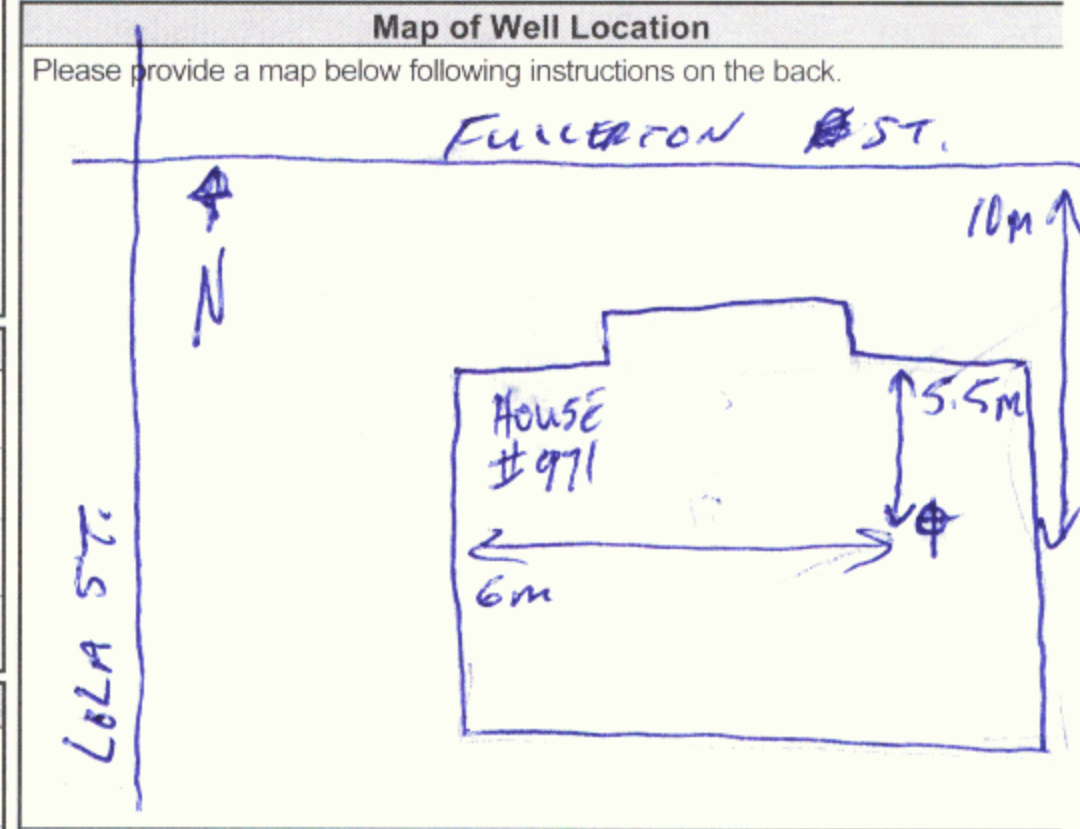 Map of Well Location
Please provide a map below following instructions on the back.
FULLERTON ST.
N
10m
HOUSE
#971
5.5m
6m
LOLA ST.